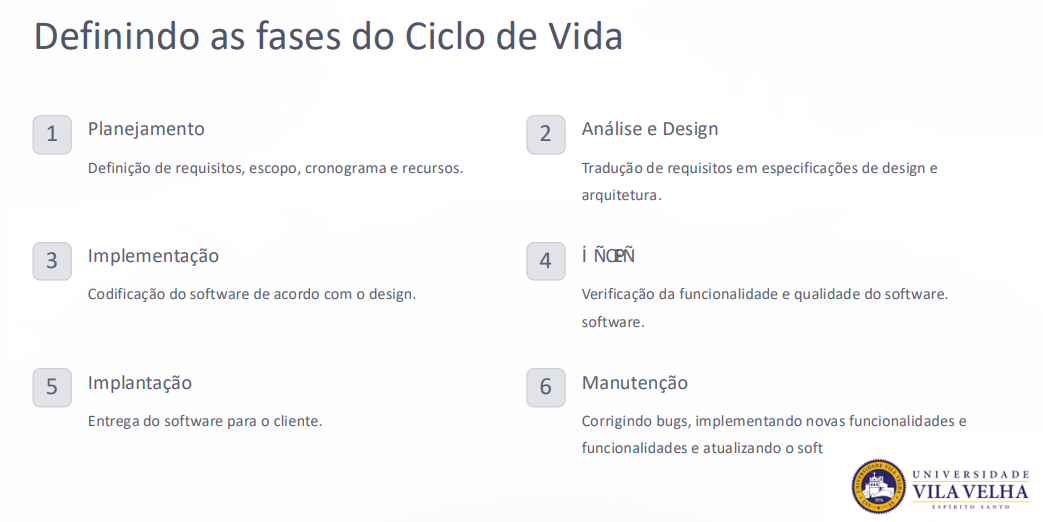 Definindo as fases do Ciclo de Vida
1
Planejamento
Definição de requisitos, escopo, cronograma e recursos.
2
Análise e Design
Tradução de requisitos em especificações de design e
arquitetura.
3
Implementação
Codificação do software de acordo com o design.
4
Verificação da funcionalidade e qualidade do software.
software.
5
Implantação
Entrega do software para o cliente.
6
Manutenção
Corrigindo bugs, implementando novas funcionalidades e
funcionalidades e atualizando o soft
UNIVERSIDADE
VILA VELHA
ESPÍRITO SANTO